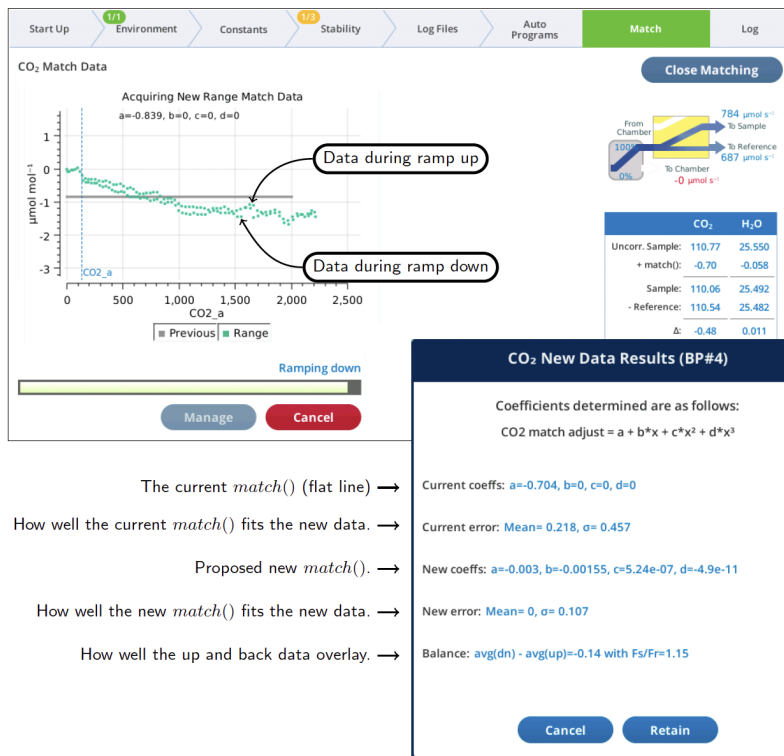 1/1
1/3
Start Up
Environment
Constants
Stability
Log Files
Auto
Programs
Match
Log
CO₂ Match Data
Close Matching
Acquiring New Range Match Data
a=-0.839, b=0, c=0, d=0
1
0
-1
-2
-3
μmol mol⁻¹
CO2_a
0
500
1,000
1,500
2,000
2,500
CO2_a
Previous
Range
Data during ramp up
Data during ramp down
From
Chamber
100%
0%
784 μmol s⁻¹
To Sample
To Reference
687 μmol s⁻¹
To Chamber
-0 μmol s⁻¹
CO₂ H₂O
Uncorr. Sample: 110.77 25.550
+ match(): -0.70 -0.058
Sample: 110.06 25.492
- Reference: 110.54 25.482
Δ: -0.48 0.011
Ramping down
Manage
Cancel
CO₂ New Data Results (BP#4)
Coefficients determined are as follows:
CO2 match adjust = a + b*x + c*x² + d*x³
The current match() (flat line)
Current coeffs: a=-0.704, b=0, c=0, d=0
How well the current match() fits the new data.
Current error: Mean= 0.218, σ= 0.457
Proposed new match().
New coeffs: a=-0.003, b=-0.00155, c=5.24e-07, d=-4.9e-11
How well the new match() fits the new data.
New error: Mean= 0, σ= 0.107
How well the up and back data overlay.
Balance: avg(dn) - avg(up)=-0.14 with Fs/Fr=1.15
Cancel
Retain